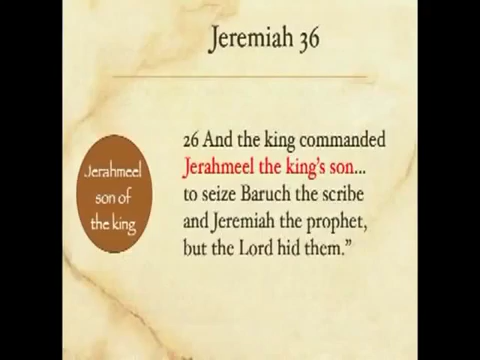 Jeremiah 36
26 And the king commanded
Jerahmeel the king's son...
to seize Baruch the scribe
and Jeremiah the prophet,
but the Lord hid them.”
Jerahmeel
son of
the king